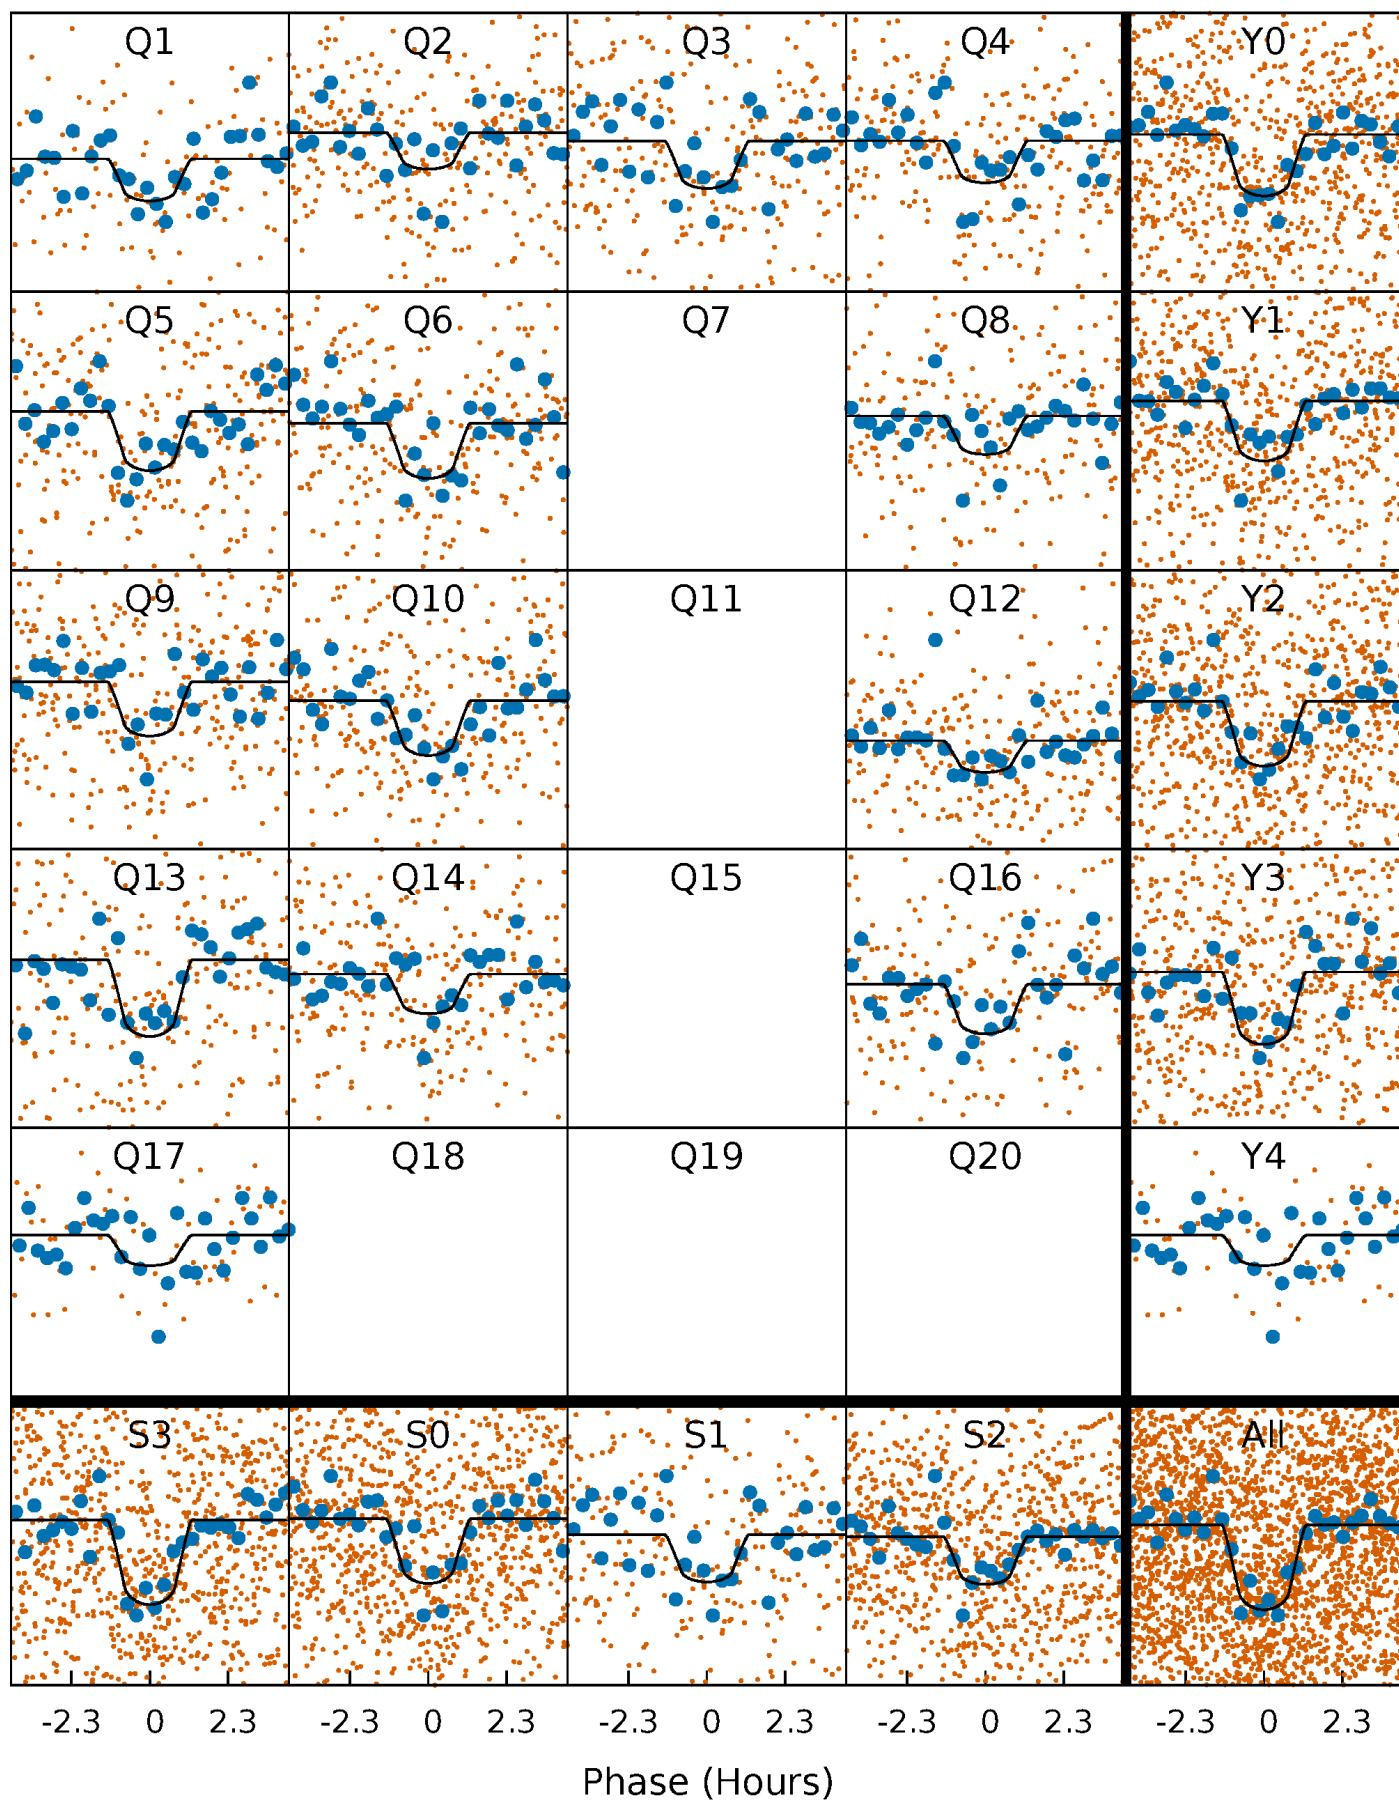 Q1 Q2 Q3 Q4 Y0
Q5 Q6 Q7 Q8 Y1
Q9 Q10 Q11 Q12 Y2
Q13 Q14 Q15 Q16 Y3
Q17 Q18 Q19 Q20 Y4
S3 S0 S1 S2 All
-2.3 0 2.3 -2.3 0 2.3 -2.3 0 2.3 -2.3 0 2.3 -2.3 0 2.3
Phase (Hours)